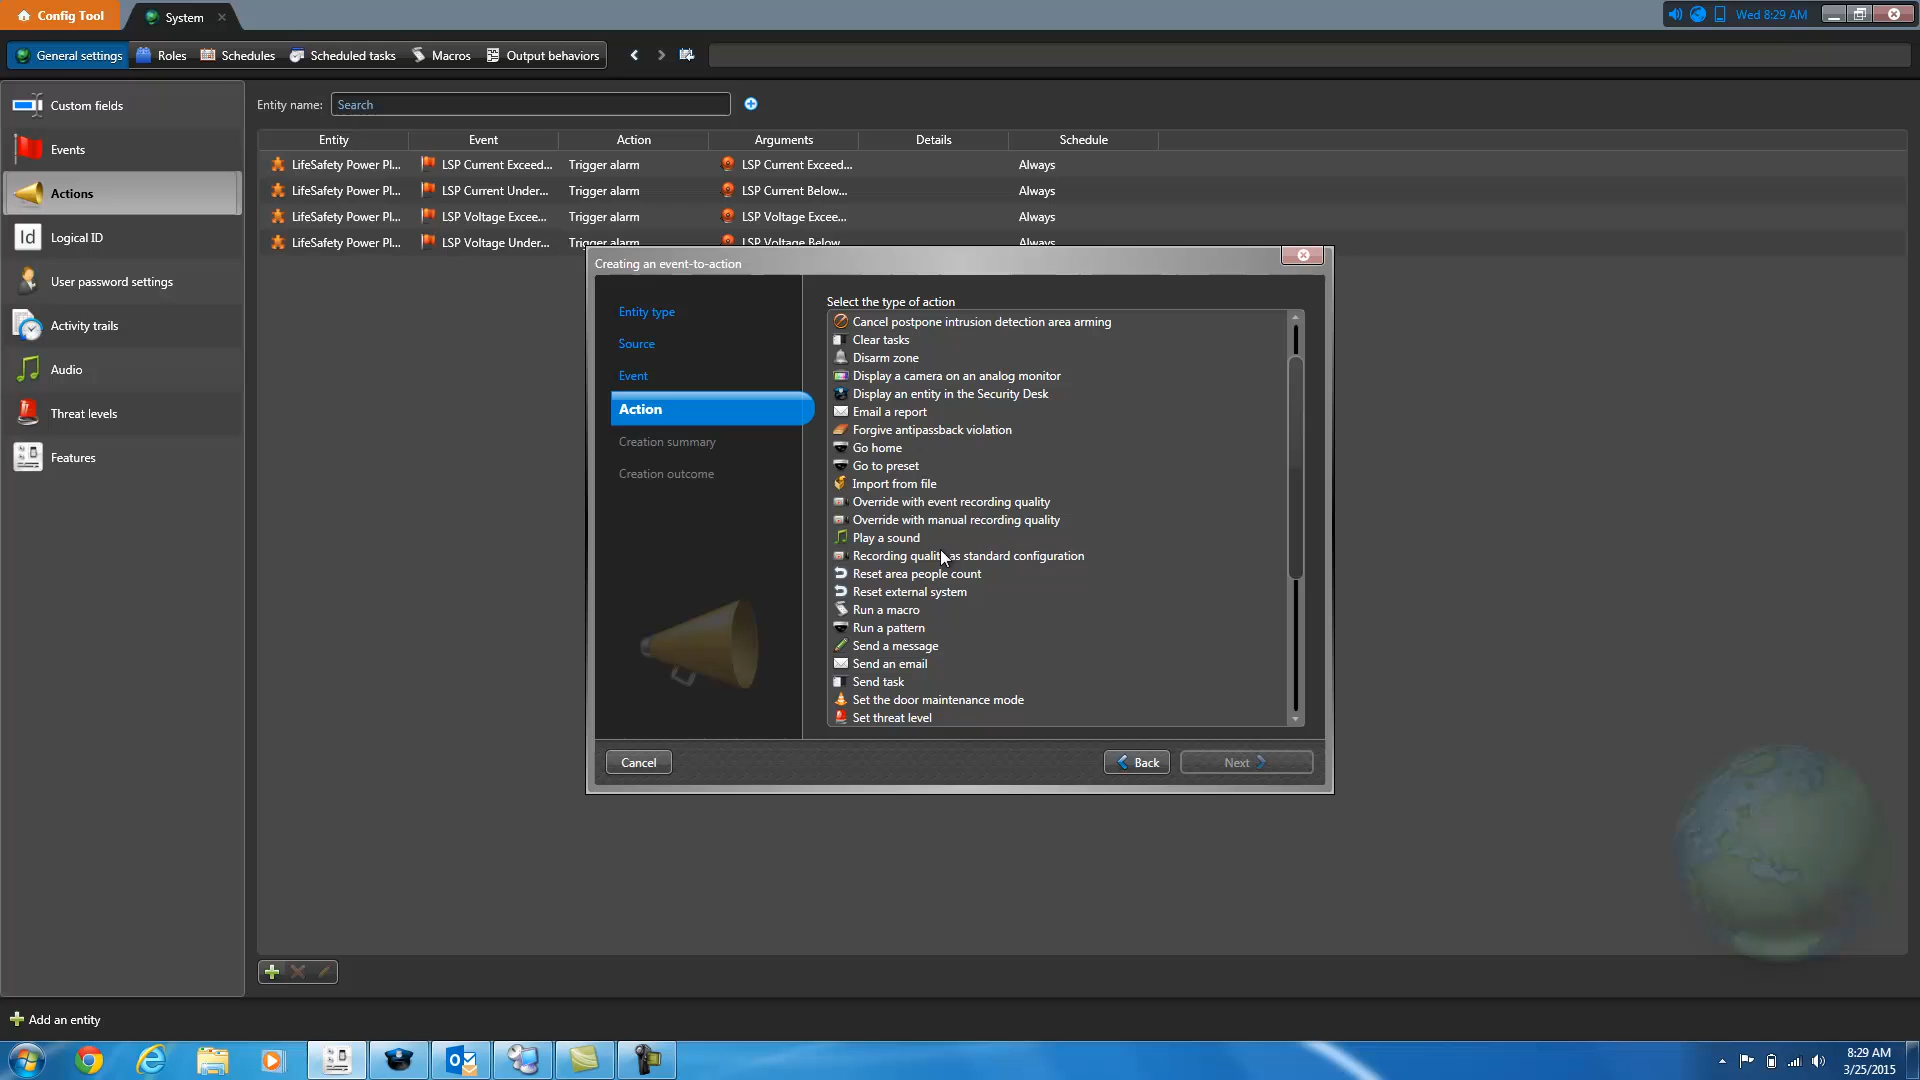 Config Tool
System
Wed 8:29 AM
General settings
Roles
Schedules
Scheduled tasks
Macros
Output behaviors
Custom fields
Events
Actions
Id
Logical ID
User password settings
Activity trails
Audio
Threat levels
Features
Entity name:
Search
Entity Event Action Arguments Details Schedule
LifeSafety Power Pl... LSP Current Exceed... Trigger alarm LSP Current Exceed... Always
LifeSafety Power Pl... LSP Current Under... Trigger alarm LSP Current Below... Always
LifeSafety Power Pl... LSP Voltage Excee... Trigger alarm LSP Voltage Excee... Always
LifeSafety Power Pl... LSP Voltage Under... Trigger alarm LSP Voltage Below Always
Creating an event-to-action
Entity type
Source
Event
Action
Creation summary
Creation outcome
Select the type of action
Cancel postpone intrusion detection area arming
Clear tasks
Disarm zone
Display a camera on an analog monitor
Display an entity in the Security Desk
Email a report
Forgive antipassback violation
Go home
Go to preset
Import from file
Override with event recording quality
Override with manual recording quality
Play a sound
Recording quality as standard configuration
Reset area people count
Reset external system
Run a macro
Run a pattern
Send a message
Send an email
Send task
Set the door maintenance mode
Set threat level
Cancel
Back
Next
Add an entity
8:29 AM
3/25/2015